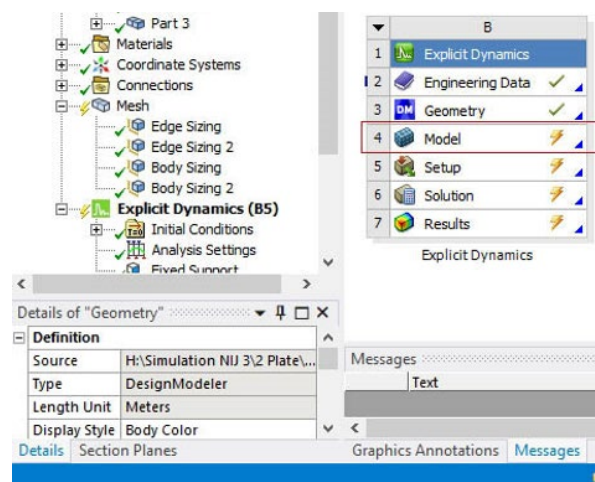 Part 3
Materials
Coordinate Systems
Connections
Mesh
Edge Sizing
Edge Sizing 2
Body Sizing
Body Sizing 2
Explicit Dynamics (B5)
Initial Conditions
Analysis Settings
Fixed Support
Details of "Geometry"
Definition
Source H:\Simulation NIJ 3\2 Plate\...
Type DesignModeler
Length Unit Meters
Display Style Body Color
Details Section Planes
B
1 Explicit Dynamics
2 Engineering Data
3 DM Geometry
4 Model
5 Setup
6 Solution
7 Results
Explicit Dynamics
Messages
Text
Graphics Annotations Messages